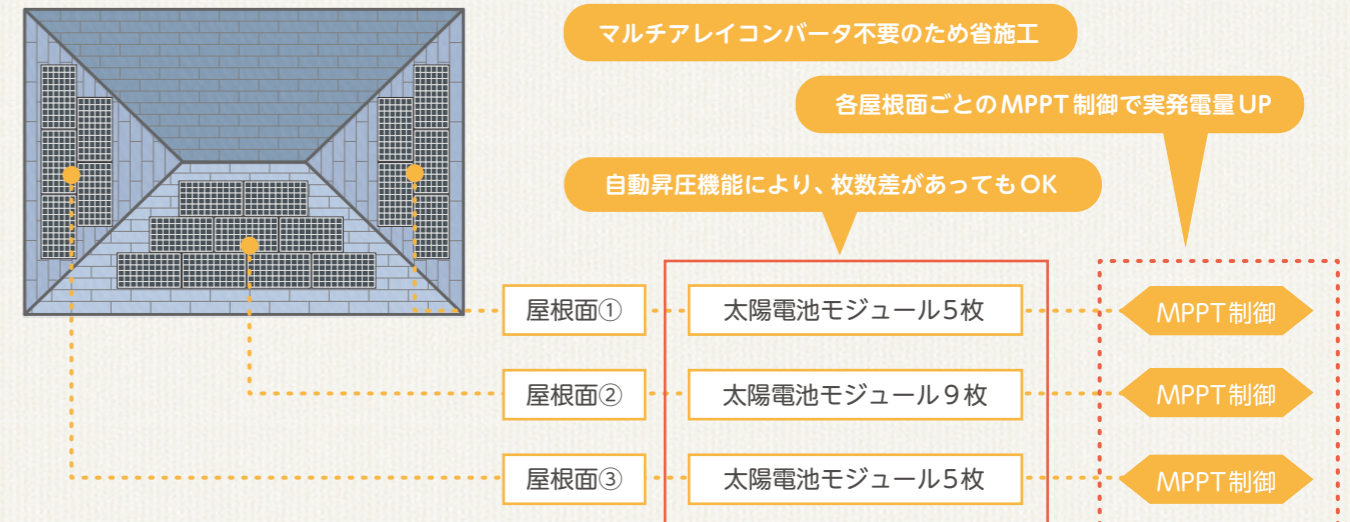 マルチアレイコンバータ不要のため省施工
各屋根面ごとのMPPT制御で実発電量UP
自動昇圧機能により、枚数差があってもOK
屋根面① 太陽電池モジュール5枚 MPPT制御
屋根面② 太陽電池モジュール9枚 MPPT制御
屋根面③ 太陽電池モジュール5枚 MPPT制御